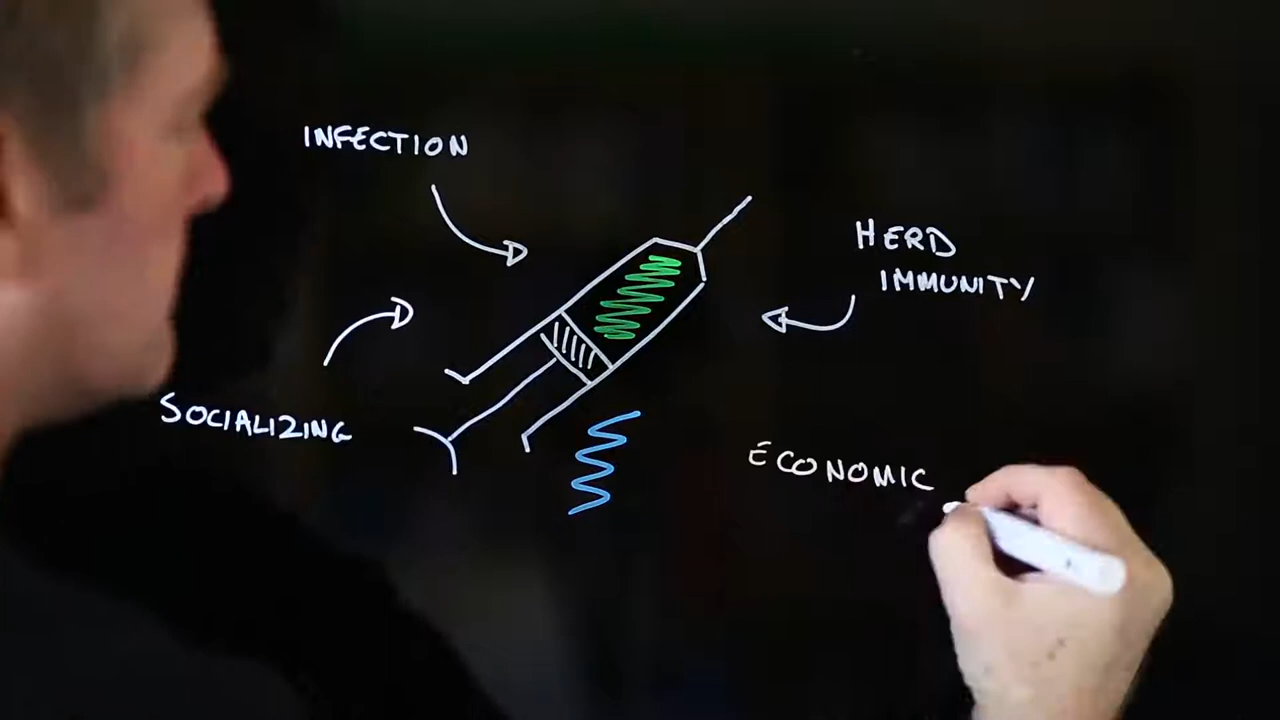 INFECTION
HERD
IMMUNITY
SOCIALIZING
ECONOMIC